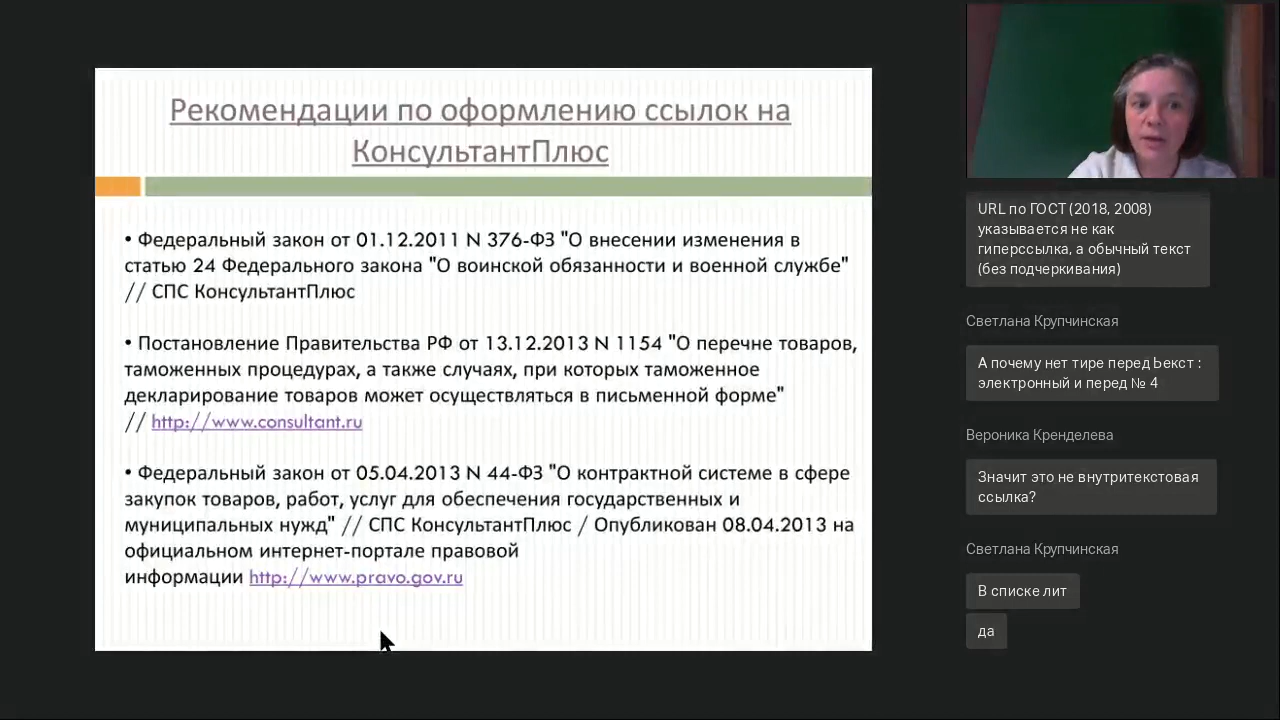 Рекомендации по оформлению ссылок на
КонсультантПлюс
• Федеральный закон от 01.12.2011 N 376-ФЗ "О внесении изменения в
статью 24 Федерального закона "О воинской обязанности и военной службе"
// СПС КонсультантПлюс
• Постановление Правительства РФ от 13.12.2013 N 1154 "О перечне товаров,
таможенных процедурах, а также случаях, при которых таможенное
декларирование товаров может осуществляться в письменной форме"
// http://www.consultant.ru
• Федеральный закон от 05.04.2013 N 44-ФЗ "О контрактной системе в сфере
закупок товаров, работ, услуг для обеспечения государственных и
муниципальных нужд" // СПС КонсультантПлюс / Опубликован 08.04.2013 на
официальном интернет-портале правовой
информации http://www.pravo.gov.ru
URL по ГОСТ (2018, 2008)
указывается не как
гиперссылка, а обычный текст
(без подчеркивания)
Светлана Крупчинская
А почему нет тире перед Ьекст :
электронный и перед № 4
Вероника Кренделева
Значит это не внутритекстовая
ссылка?
Светлана Крупчинская
В списке лит
да